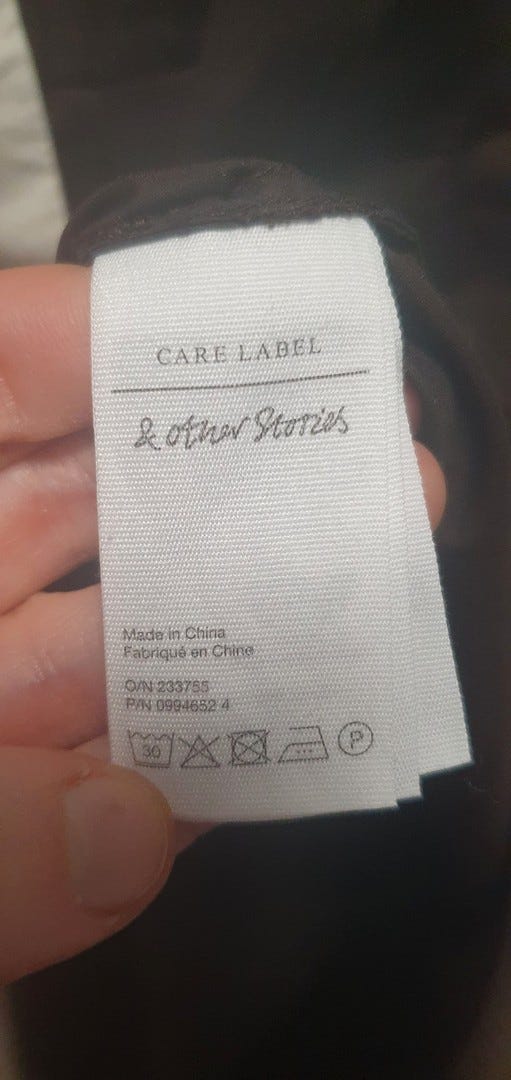 CARE LABEL
& other Stories
Made in China
Fabriqué en Chine
O/N 233755
P/N 0994652 4
30 P